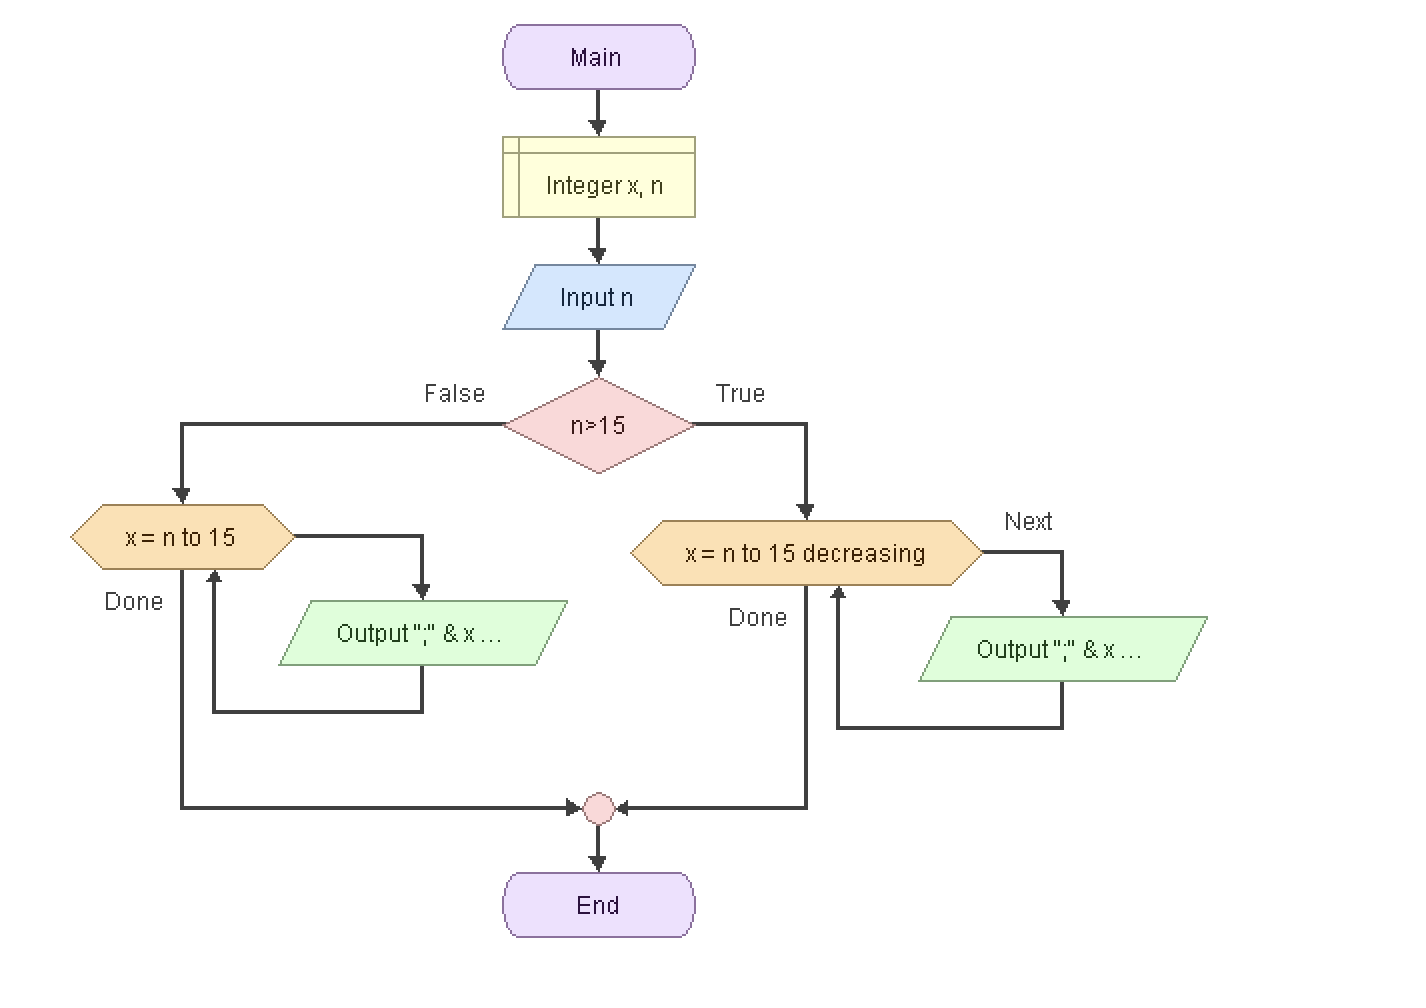 Main
Integer x, n
Input n
False
True
n>15
x = n to 15
Next
x = n to 15 decreasing
Done
Output ";" & x ...
Done
Output ";" & x ...
End